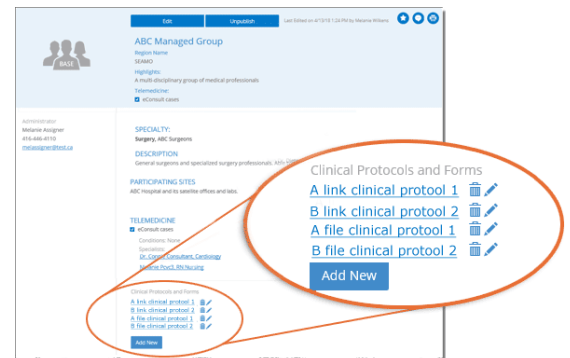 Edit
Unpublish
Last Edited on 4/13/18 1:23 PM by Melanie Williams
BASE
ABC Managed Group
Region Name
SEAMO
Highlights:
A multi-disciplinary group of medical professionals
Telemedicine:
eConsult cases
Administrator
Melanie Assigner
416-446-4110
melassigner@test.ca
SPECIALTY:
Surgery, ABC Surgeons
DESCRIPTION
General surgeons and specialized surgery professionals.
PARTICIPATING SITES
ABC Hospital and its satellite offices and labs.
TELEMEDICINE
eConsult cases
Conditions: None
Specialists:
Dr. Consultant, Cardiology
RN Nursing
Clinical Protocols and Forms
A link clinical protool 1
B link clinical protool 2
A file clinical protool 1
B file clinical protool 2
Add New
Clinical Protocols and Forms
A link clinical protool 1
B link clinical protool 2
A file clinical protool 1
B file clinical protool 2
Add New